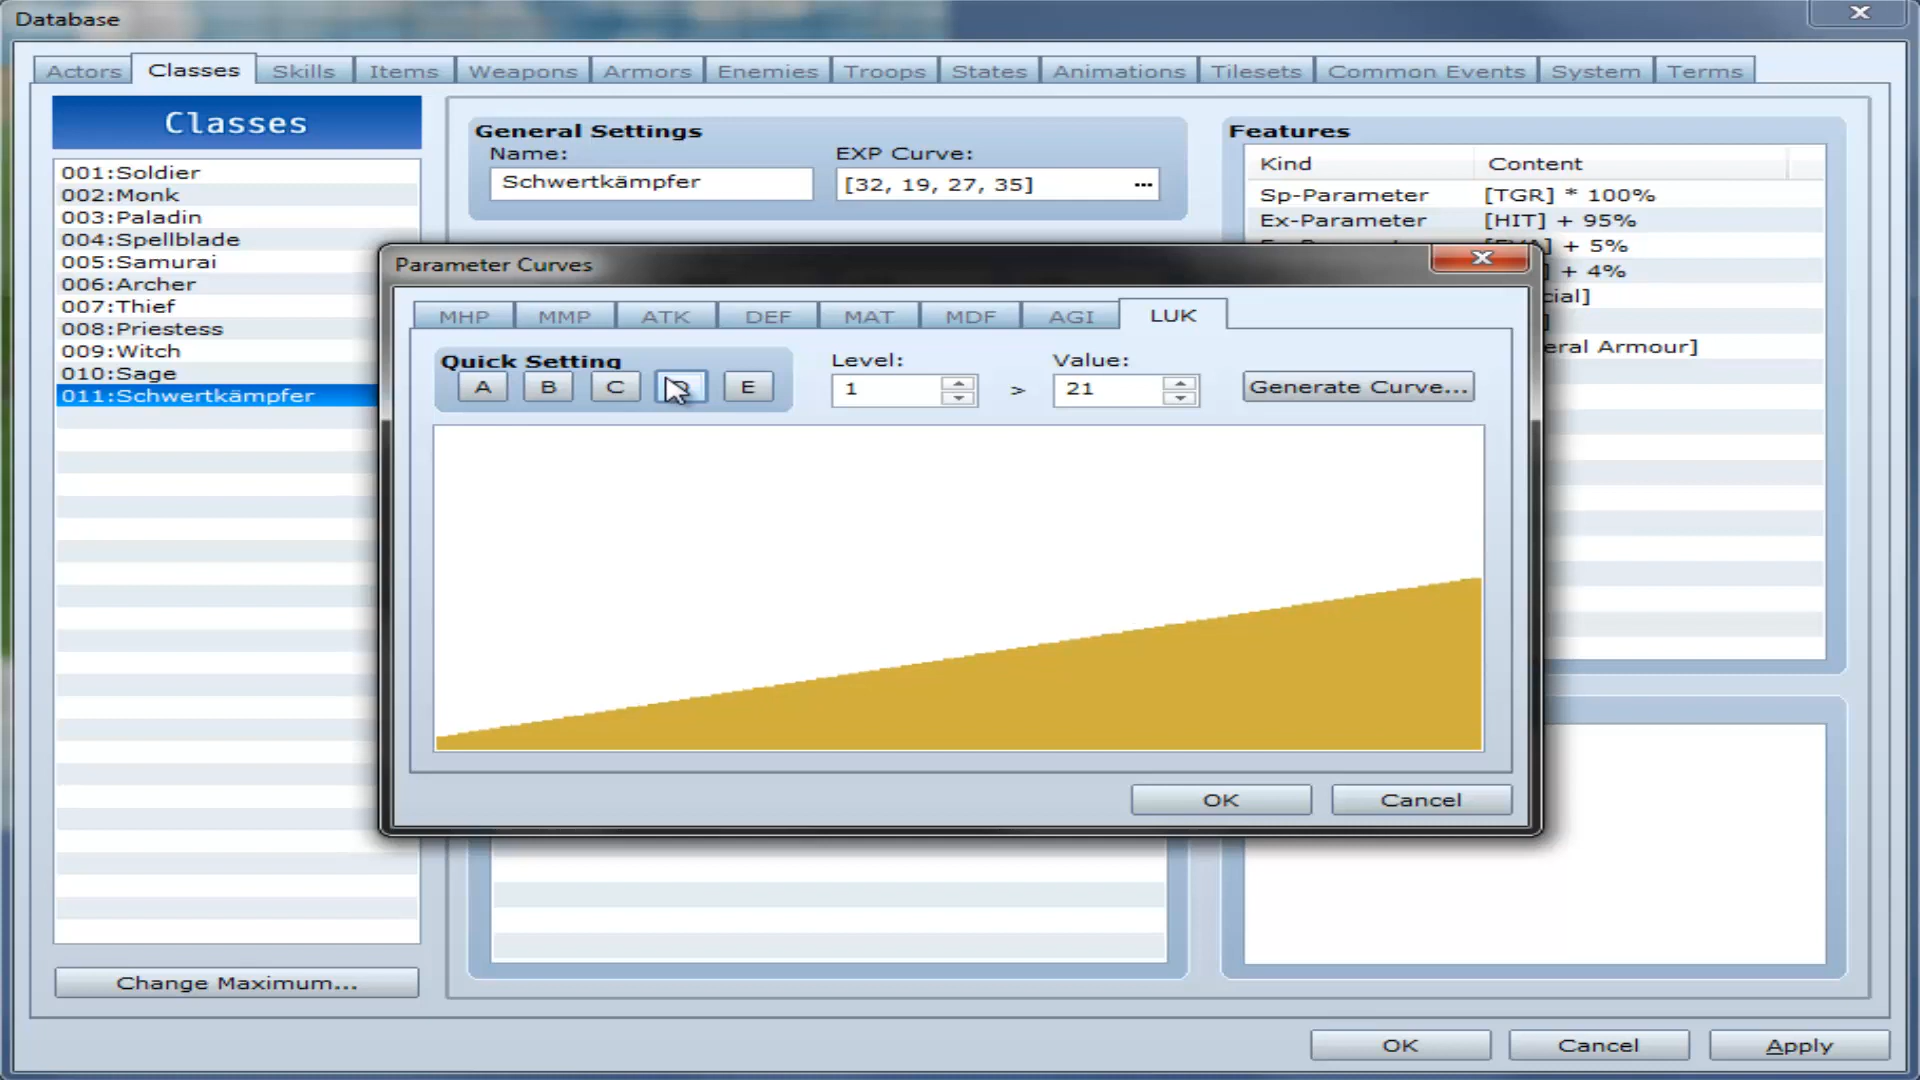 Database
Actors Classes Skills Items Weapons Armors Enemies Troops States Animations Tilesets Common Events System Terms
Classes
001:Soldier
002:Monk
003:Paladin
004:Spellblade
005:Samurai
006:Archer
007:Thief
008:Priestess
009:Witch
010:Sage
011:Schwertkämpfer
Change Maximum...
General Settings
Name: EXP Curve:
Schwertkämpfer [32, 19, 27, 35] ...
Features
Kind Content
Sp-Parameter [TGR] * 100%
Ex-Parameter [HIT] + 95%
+ 5%
] + 4%
cial]
]
eral Armour]
Parameter Curves
MHP MMP ATK DEF MAT MDF AGI LUK
Quick Setting Level: Value:
A B C E 1 > 21 Generate Curve...
OK Cancel
OK Cancel Apply